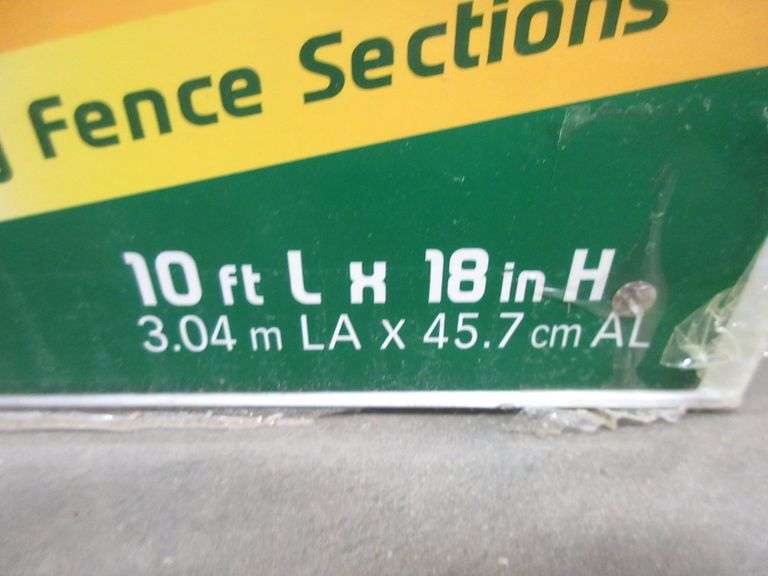 Fence Sections
10 ft L x 18 in H
3.04 m LA x 45.7 cm AL